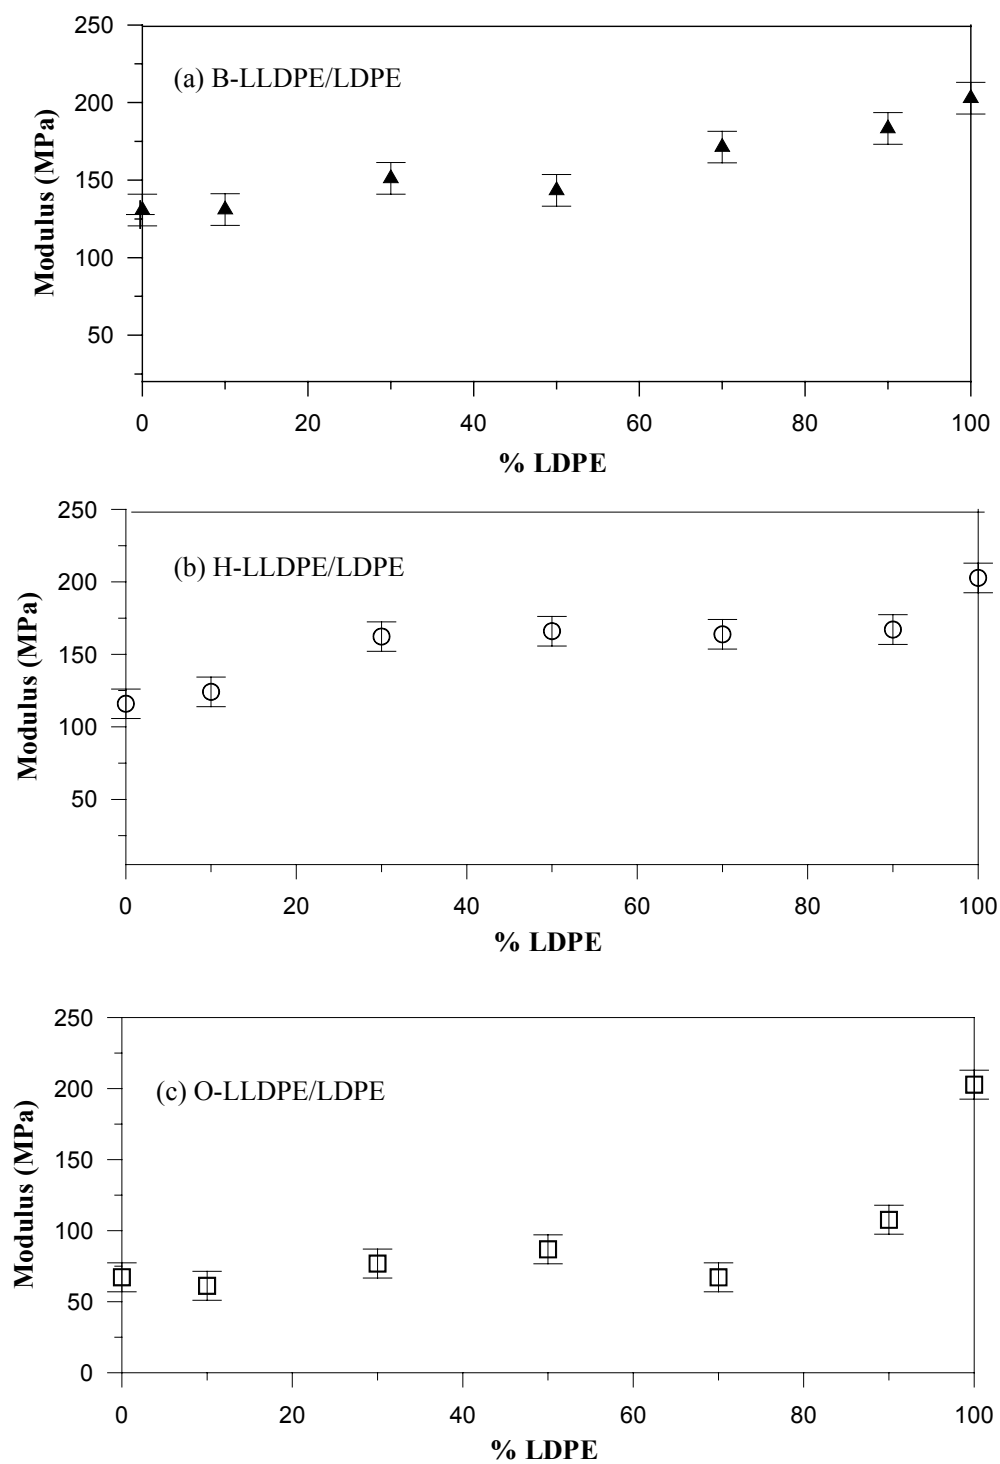 250
(a) B-LLDPE/LDPE
200
150
100
50
Modulus (MPa)
0 20 40 60 80 100
% LDPE
250
(b) H-LLDPE/LDPE
200
150
100
50
Modulus (MPa)
0 20 40 60 80 100
% LDPE
250
(c) O-LLDPE/LDPE
200
150
100
50
0
Modulus (MPa)
0 20 40 60 80 100
% LDPE